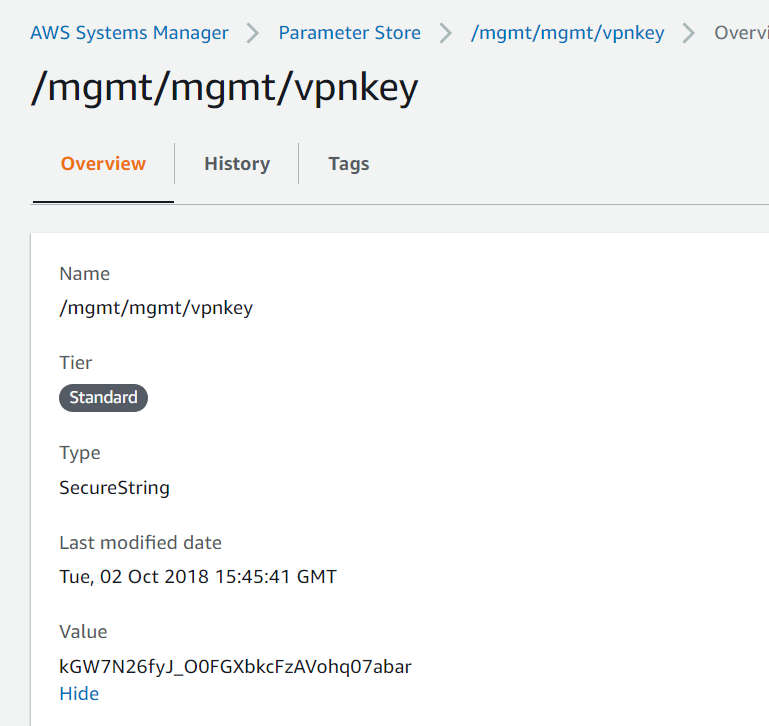 AWS Systems Manager > Parameter Store > /mgmt/mgmt/vpnkey > Overvi
/mgmt/mgmt/vpnkey
Overview History Tags
Name
/mgmt/mgmt/vpnkey
Tier
Standard
Type
SecureString
Last modified date
Tue, 02 Oct 2018 15:45:41 GMT
Value
kGW7N26fyJ_O0FGXbkcFzAVohq07abar
Hide